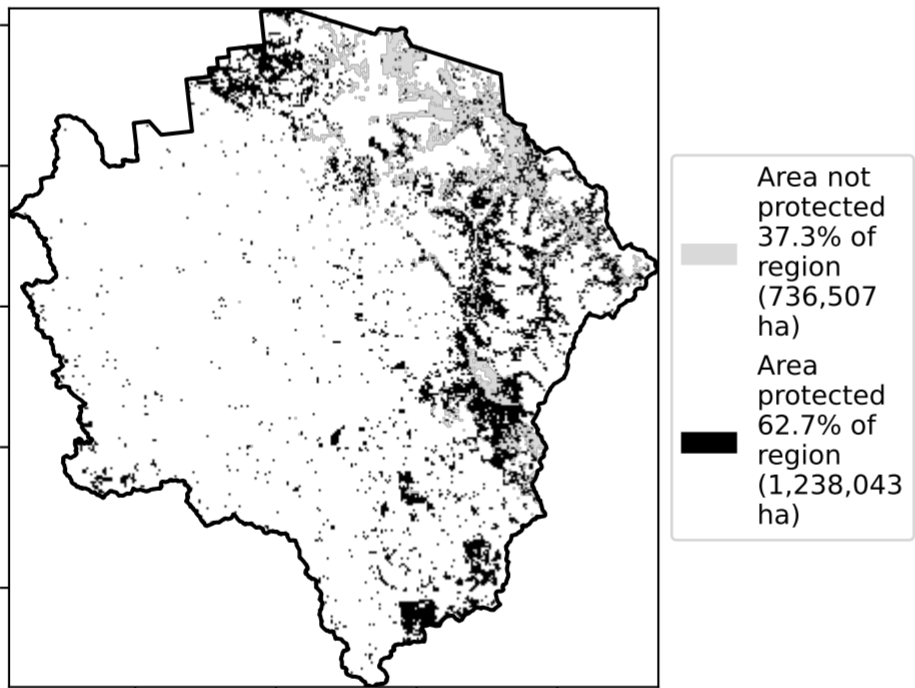 Area not
protected
37.3% of
region
(736,507
ha)
Area
protected
62.7% of
region
(1,238,043
ha)